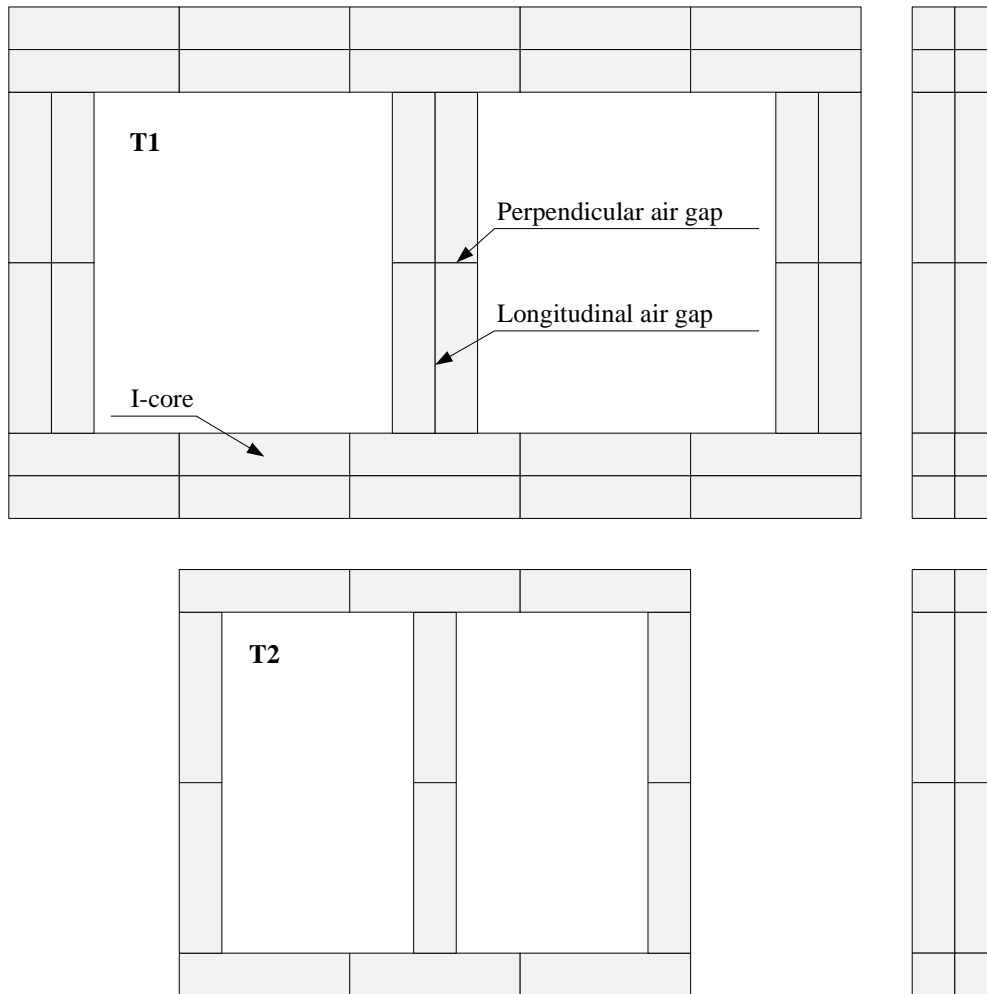 T1
Perpendicular air gap
Longitudinal air gap
I-core
T2